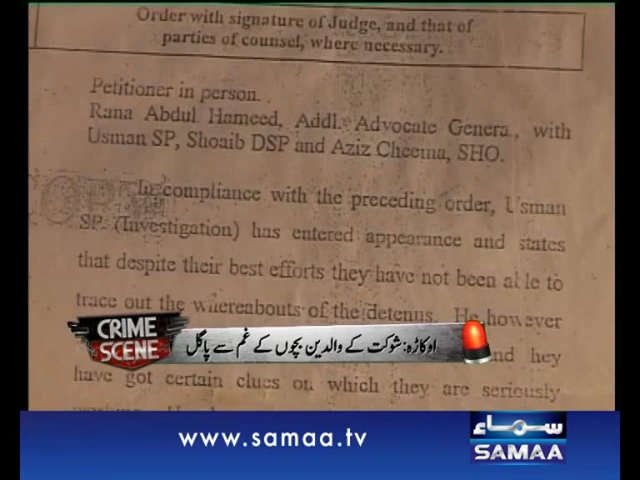 Order with signature of Judge, and that of
parties of counsel, where necessary.
Petitioner in person.
Rana Abdul Hameed, Addl. Advocate Genera , with
Usman SP, Shoaib DSP and Aziz Cheema, SHO.
COPY
In compliance with the preceding order, Usman
SP (Investigation) has entered appearance and states
that despite their best efforts they have not been able to
trace out the whereabouts of the detenus. He however
CRIME
SCENE
اوکاڑہ: شوکت کے والدین بچوں کے غم سے پاگل
and they
have got certain clues on which they are seriously
www.samaa.tv
سماء
SAMAA